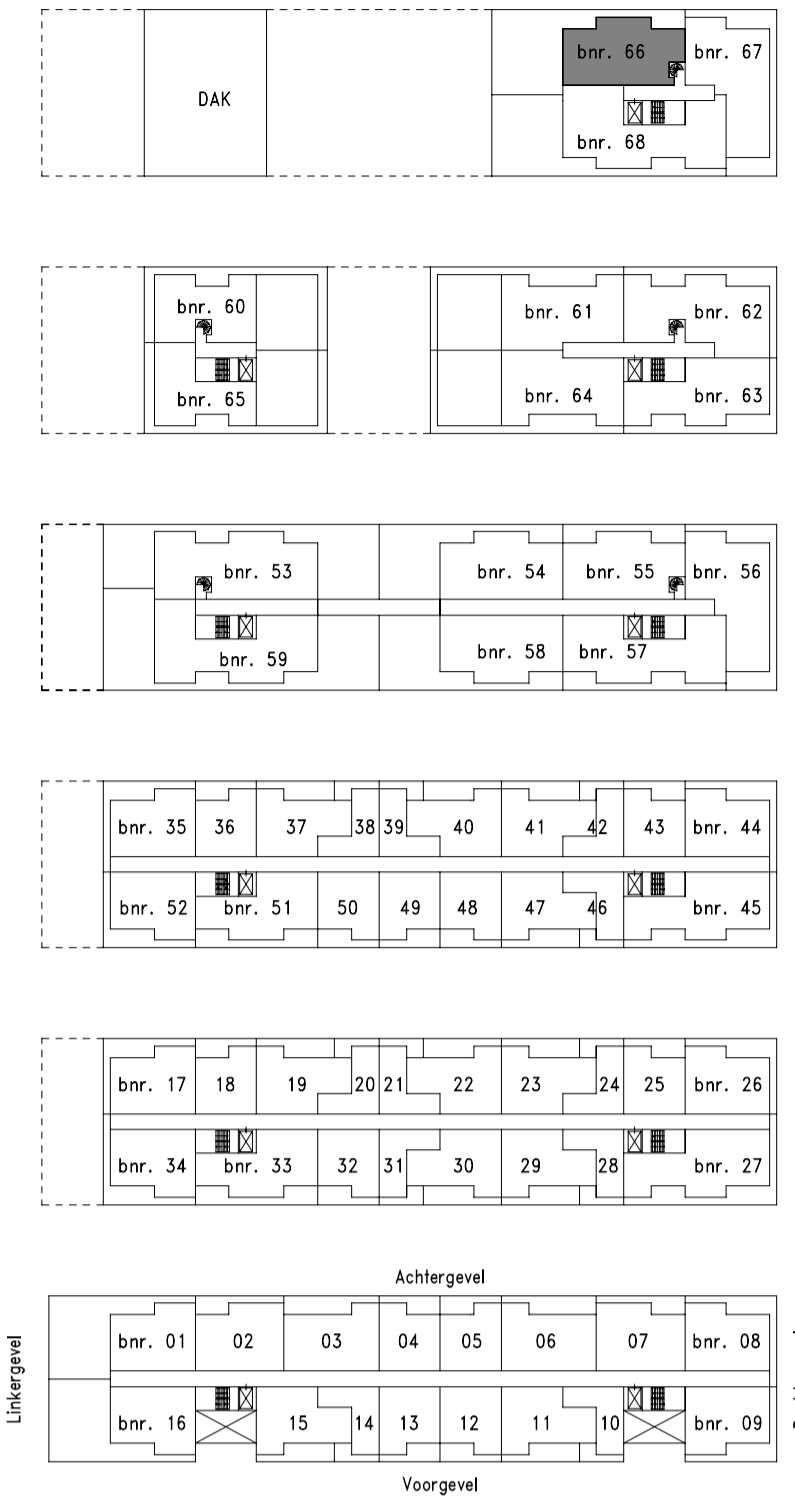 bnr. 66 bnr. 67
DAK
bnr. 68
bnr. 60 bnr. 61 bnr. 62
bnr. 65 bnr. 64 bnr. 63
bnr. 53 bnr. 54 bnr. 55 bnr. 56
bnr. 59 bnr. 58 bnr. 57
bnr. 35 36 37 38 39 40 41 42 43 bnr. 44
bnr. 52 bnr. 51 50 49 48 47 46 bnr. 45
bnr. 17 18 19 20 21 22 23 24 25 bnr. 26
bnr. 34 bnr. 33 32 31 30 29 28 bnr. 27
Achtergevel
Linkergevel
bnr. 01 02 03 04 05 06 07 bnr. 08
bnr. 16 15 14 13 12 11 10 bnr. 09
Voorgevel